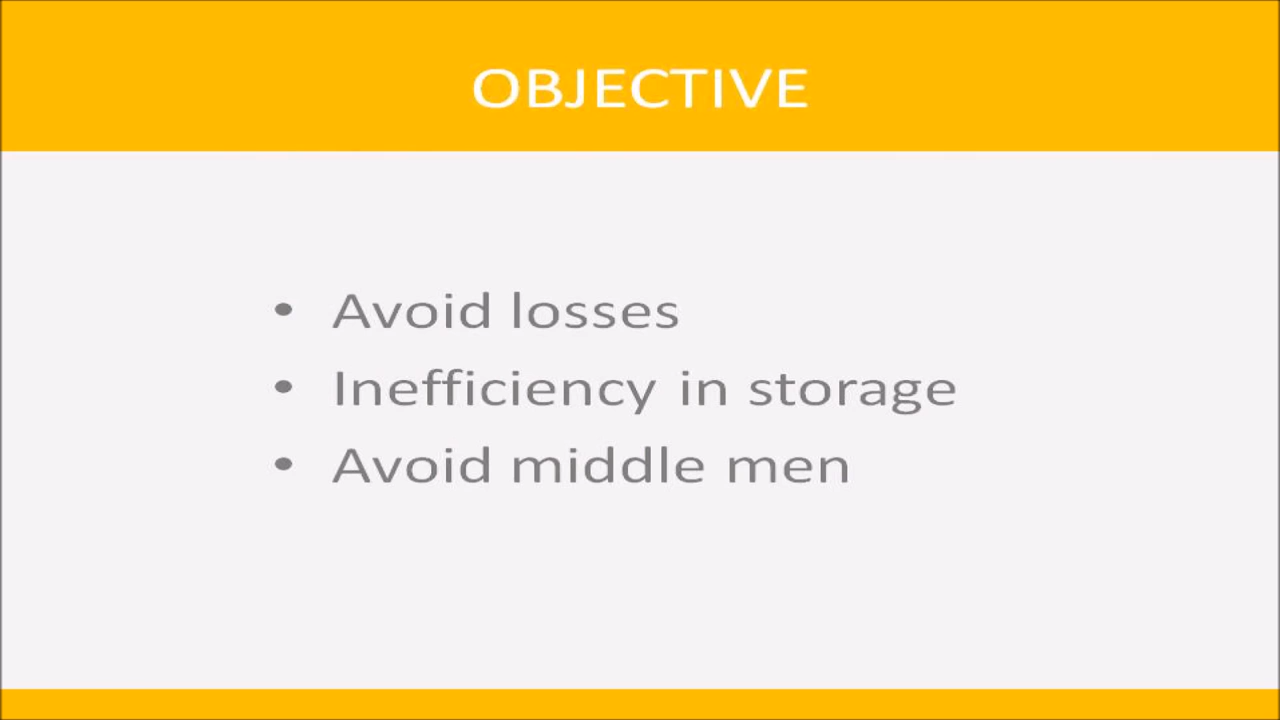 OBJECTIVE
• Avoid losses
• Inefficiency in storage
• Avoid middle men